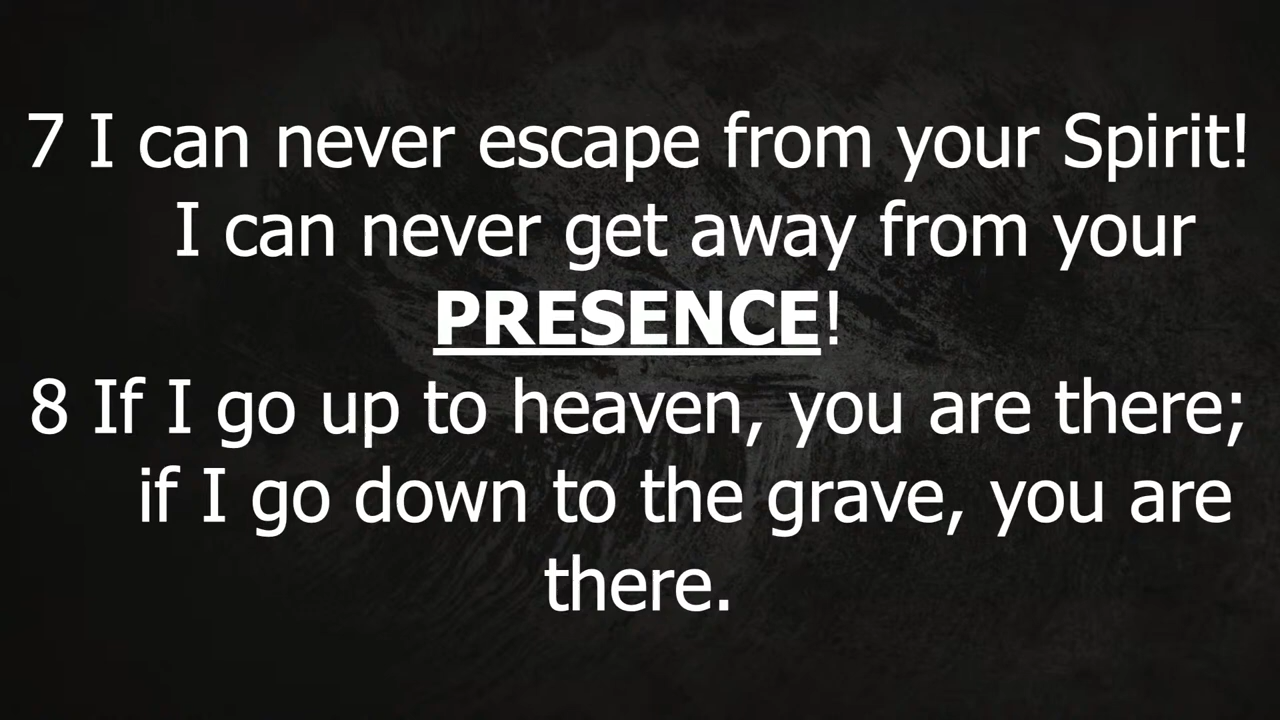 7 I can never escape from your Spirit!
I can never get away from your
PRESENCE!
8 If I go up to heaven, you are there;
if I go down to the grave, you are
there.